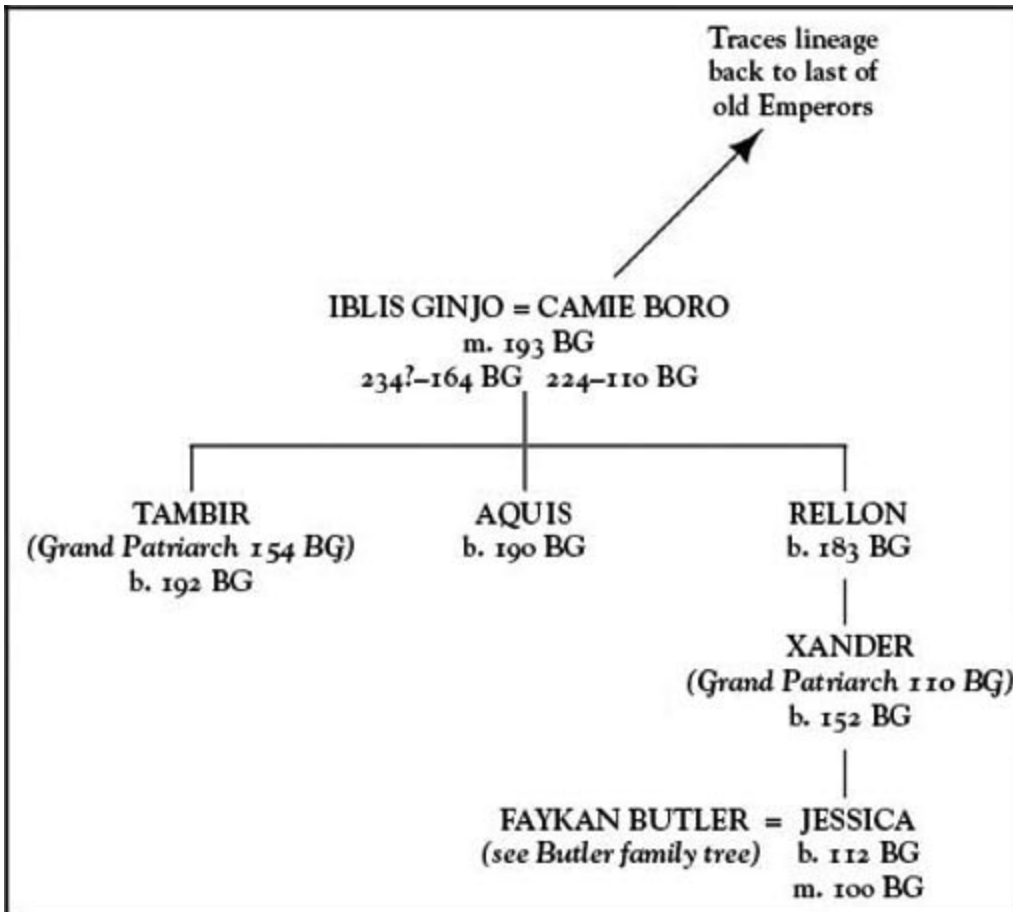 Traces lineage
back to last of
old Emperors
IBLIS GINJO = CAMIE BORO
m. 193 BG
234?–164 BG 224–110 BG
TAMBIR
(Grand Patriarch 154 BG)
b. 192 BG
AQUIS
b. 190 BG
RELLON
b. 183 BG
XANDER
(Grand Patriarch 110 BG)
b. 152 BG
FAYKAN BUTLER = JESSICA
(see Butler family tree) b. 112 BG
m. 100 BG